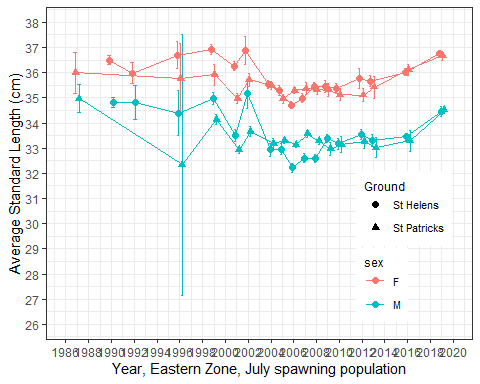 Average Standard Length (cm)
38
37
36
35
34
33
32
31
30
29
28
27
26
Ground
St Helens
St Patricks
sex
F
M
1986 1988 1990 1992 1994 1996 1998 2000 2002 2004 2006 2008 2010 2012 2014 2016 2018 2020
Year, Eastern Zone, July spawning population